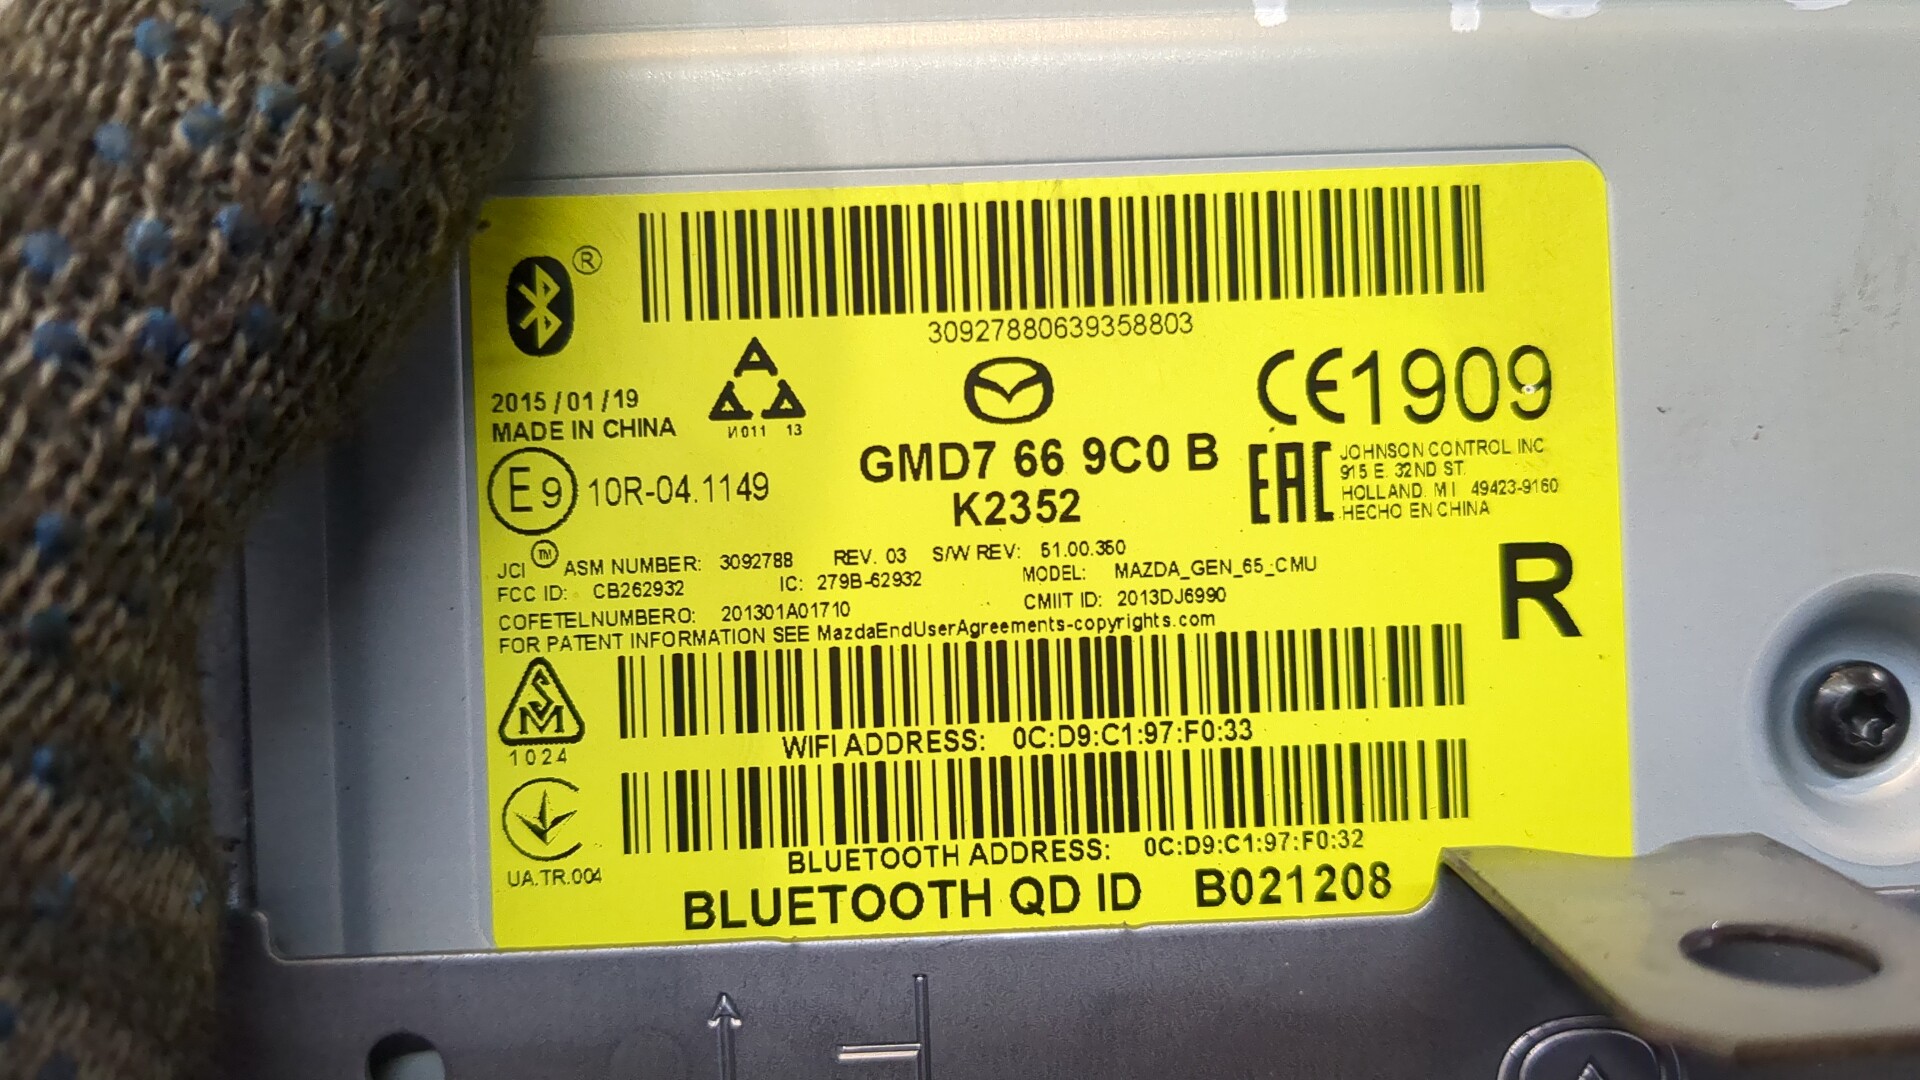 ®
30927880639358803
2015/01/19
MADE IN CHINA
И011 13
CE1909
GMD7 66 9C0 B
K2352
E9 10R-04.1149
EAC
JOHNSON CONTROL INC
915 E. 32ND ST.
HOLLAND. MI 49423-9160
HECHO EN CHINA
JCI™ ASM NUMBER: 3092788 REV. 03 S/W REV: 51.00.350
FCC ID: CB262932 IC: 279B-62932 MODEL: MAZDA_GEN_65_CMU
COFETELNUMBERO: 201301A01710 CMIIT ID: 2013DJ6990
FOR PATENT INFORMATION SEE MazdaEndUserAgreements-copyrights.com
R
1024
WIFI ADDRESS: 0C:D9:C1:97:F0:33
UA.TR.004
BLUETOOTH ADDRESS: 0C:D9:C1:97:F0:32
BLUETOOTH QD ID B021208